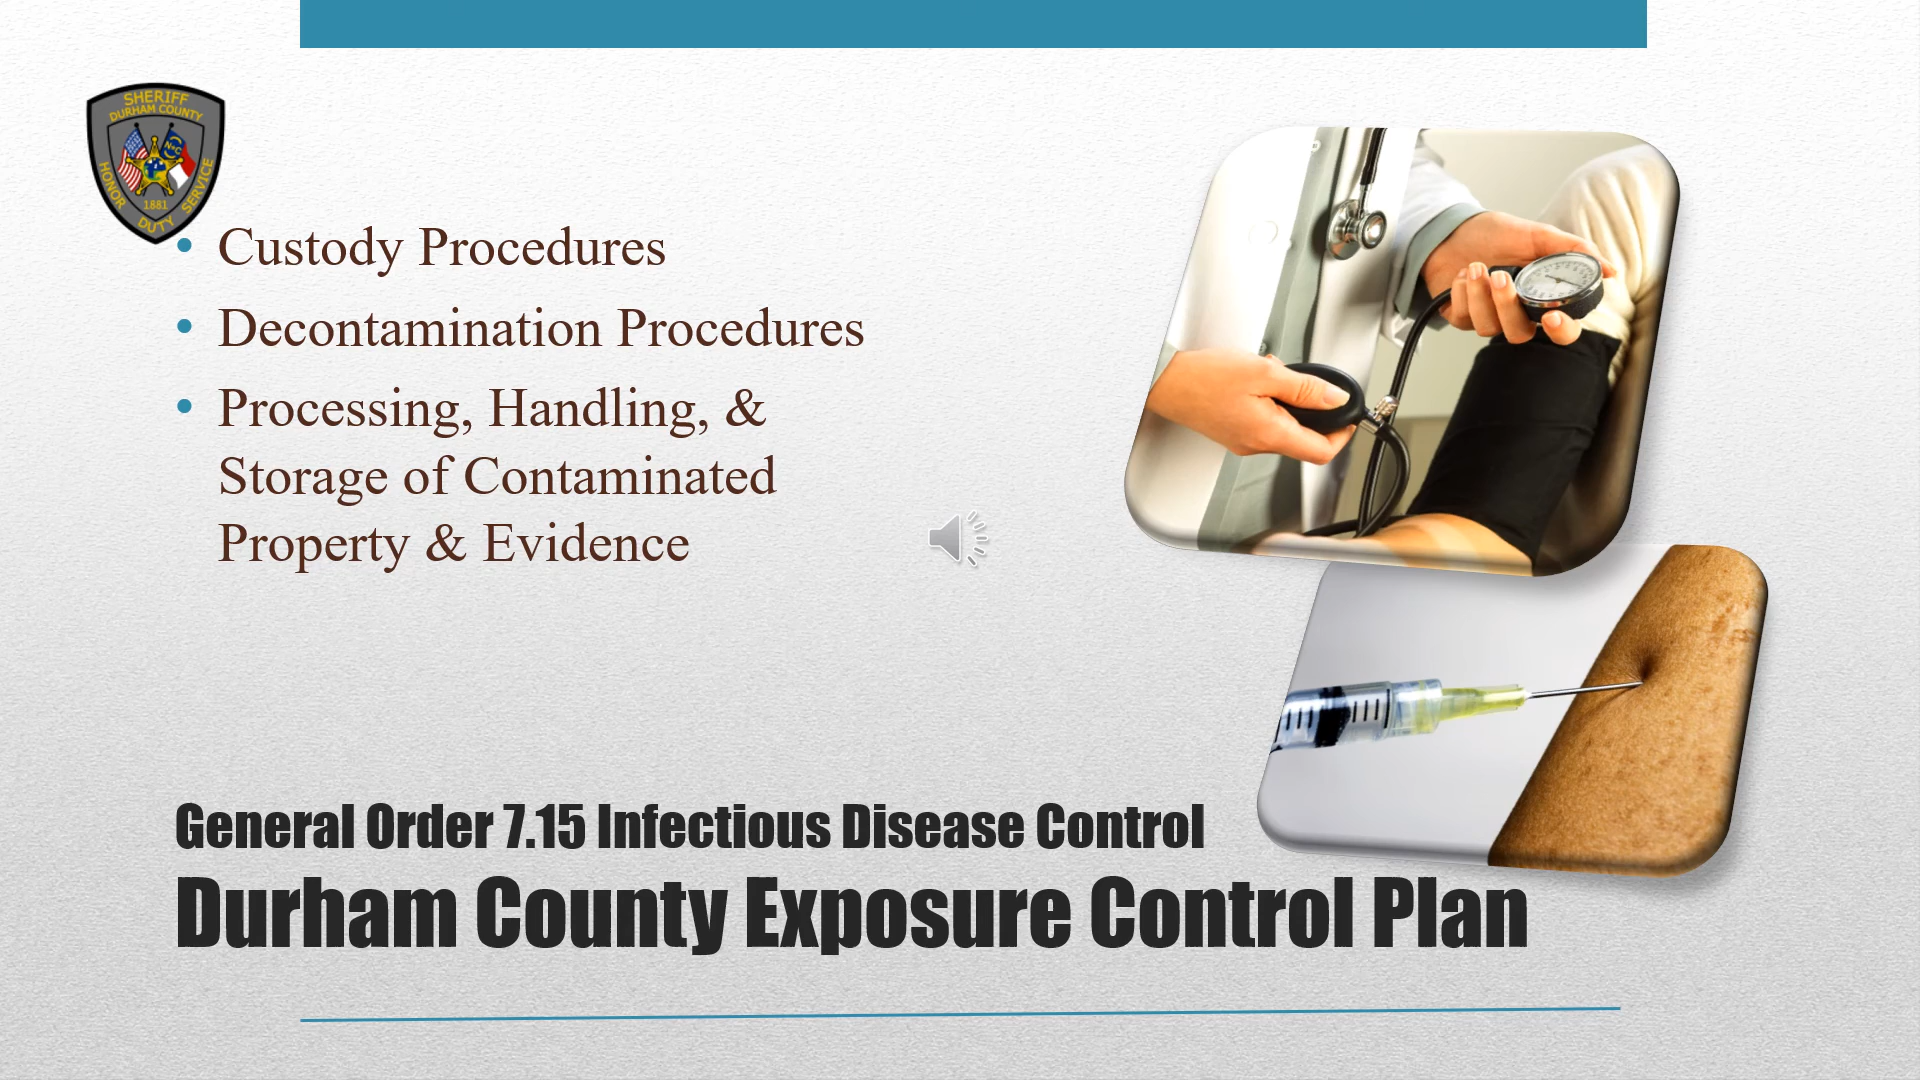 SHERIFF
DURHAM COUNTY
N C
HONOR
DUTY
SERVICE
1881
• Custody Procedures
• Decontamination Procedures
• Processing, Handling, &
Storage of Contaminated
Property & Evidence
General Order 7.15 Infectious Disease Control
Durham County Exposure Control Plan